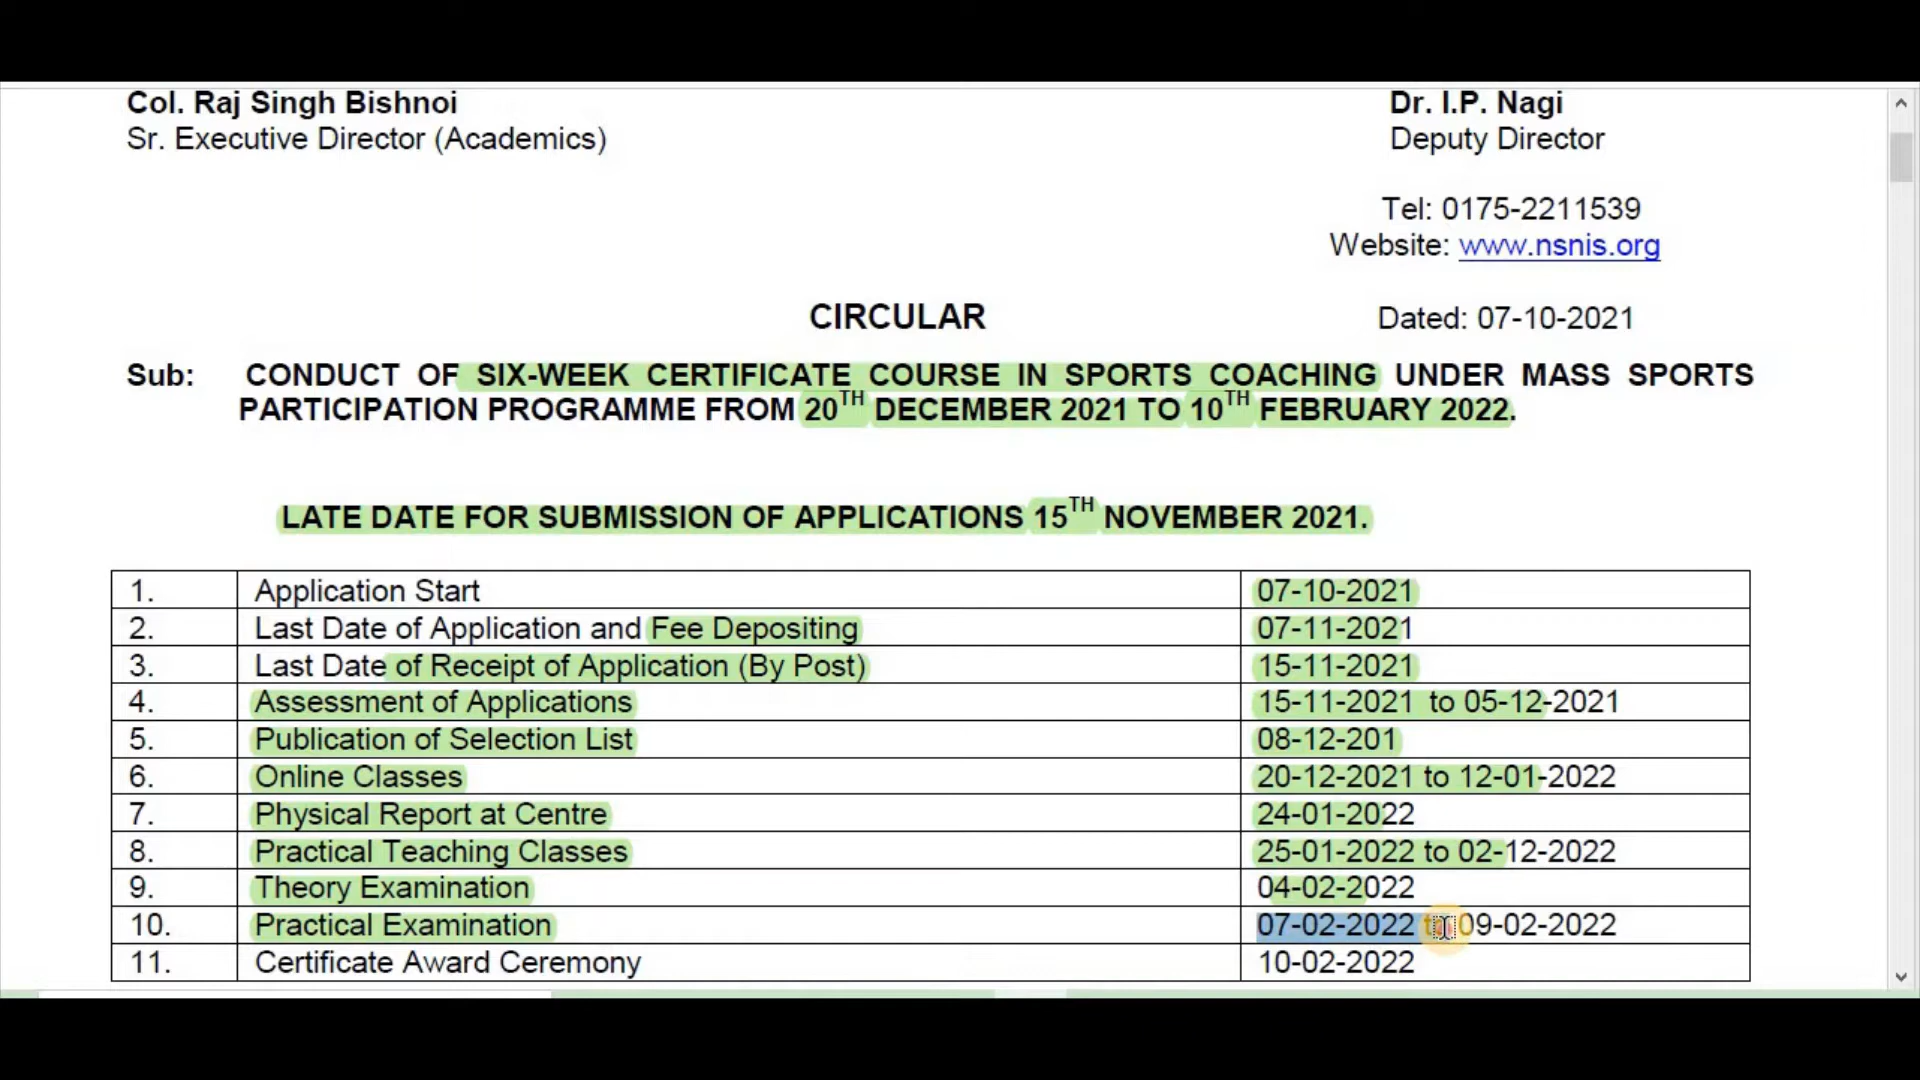 Col. Raj Singh Bishnoi
Sr. Executive Director (Academics)
Dr. I.P. Nagi
Deputy Director
Tel: 0175-2211539
Website: www.nsnis.org
CIRCULAR
Dated: 07-10-2021
Sub: CONDUCT OF SIX-WEEK CERTIFICATE COURSE IN SPORTS COACHING UNDER MASS SPORTS
PARTICIPATION PROGRAMME FROM 20TH DECEMBER 2021 TO 10TH FEBRUARY 2022.
LATE DATE FOR SUBMISSION OF APPLICATIONS 15TH NOVEMBER 2021.
1. Application Start 07-10-2021
2. Last Date of Application and Fee Depositing 07-11-2021
3. Last Date of Receipt of Application (By Post) 15-11-2021
4. Assessment of Applications 15-11-2021 to 05-12-2021
5. Publication of Selection List 08-12-201
6. Online Classes 20-12-2021 to 12-01-2022
7. Physical Report at Centre 24-01-2022
8. Practical Teaching Classes 25-01-2022 to 02-12-2022
9. Theory Examination 04-02-2022
10. Practical Examination 07-02-2022 to 09-02-2022
11. Certificate Award Ceremony 10-02-2022